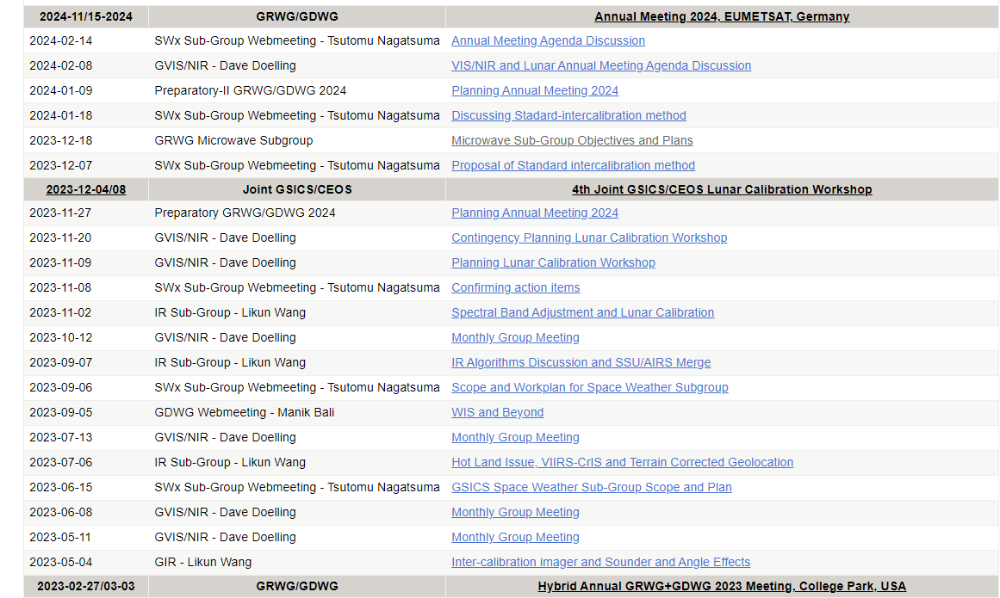 2024-11/15-2024 GRWG/GDWG Annual Meeting 2024, EUMETSAT, Germany
2024-02-14 SWx Sub-Group Webmeeting - Tsutomu Nagatsuma Annual Meeting Agenda Discussion
2024-02-08 GVIS/NIR - Dave Doelling VIS/NIR and Lunar Annual Meeting Agenda Discussion
2024-01-09 Preparatory-II GRWG/GDWG 2024 Planning Annual Meeting 2024
2024-01-18 SWx Sub-Group Webmeeting - Tsutomu Nagatsuma Discussing Stadard-intercalibration method
2023-12-18 GRWG Microwave Subgroup Microwave Sub-Group Objectives and Plans
2023-12-07 SWx Sub-Group Webmeeting - Tsutomu Nagatsuma Proposal of Standard intercalibration method
2023-12-04/08 Joint GSICS/CEOS 4th Joint GSICS/CEOS Lunar Calibration Workshop
2023-11-27 Preparatory GRWG/GDWG 2024 Planning Annual Meeting 2024
2023-11-20 GVIS/NIR - Dave Doelling Contingency Planning Lunar Calibration Workshop
2023-11-09 GVIS/NIR - Dave Doelling Planning Lunar Calibration Workshop
2023-11-08 SWx Sub-Group Webmeeting - Tsutomu Nagatsuma Confirming action items
2023-11-02 IR Sub-Group - Likun Wang Spectral Band Adjustment and Lunar Calibration
2023-10-12 GVIS/NIR - Dave Doelling Monthly Group Meeting
2023-09-07 IR Sub-Group - Likun Wang IR Algorithms Discussion and SSU/AIRS Merge
2023-09-06 SWx Sub-Group Webmeeting - Tsutomu Nagatsuma Scope and Workplan for Space Weather Subgroup
2023-09-05 GDWG Webmeeting - Manik Bali WIS and Beyond
2023-07-13 GVIS/NIR - Dave Doelling Monthly Group Meeting
2023-07-06 IR Sub-Group - Likun Wang Hot Land Issue, VIIRS-CrIS and Terrain Corrected Geolocation
2023-06-15 SWx Sub-Group Webmeeting - Tsutomu Nagatsuma GSICS Space Weather Sub-Group Scope and Plan
2023-06-08 GVIS/NIR - Dave Doelling Monthly Group Meeting
2023-05-11 GVIS/NIR - Dave Doelling Monthly Group Meeting
2023-05-04 GIR - Likun Wang Inter-calibration imager and Sounder and Angle Effects
2023-02-27/03-03 GRWG/GDWG Hybrid Annual GRWG+GDWG 2023 Meeting, College Park, USA